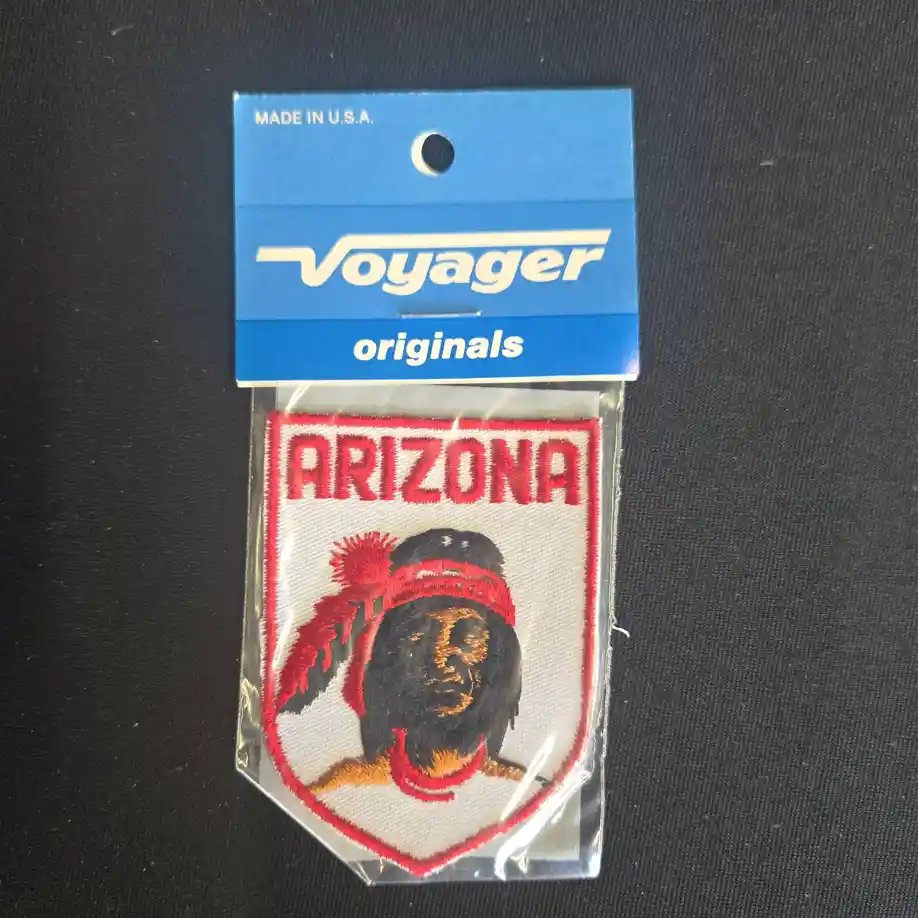 MADE IN U.S.A.
Voyager
originals
ARIZONA